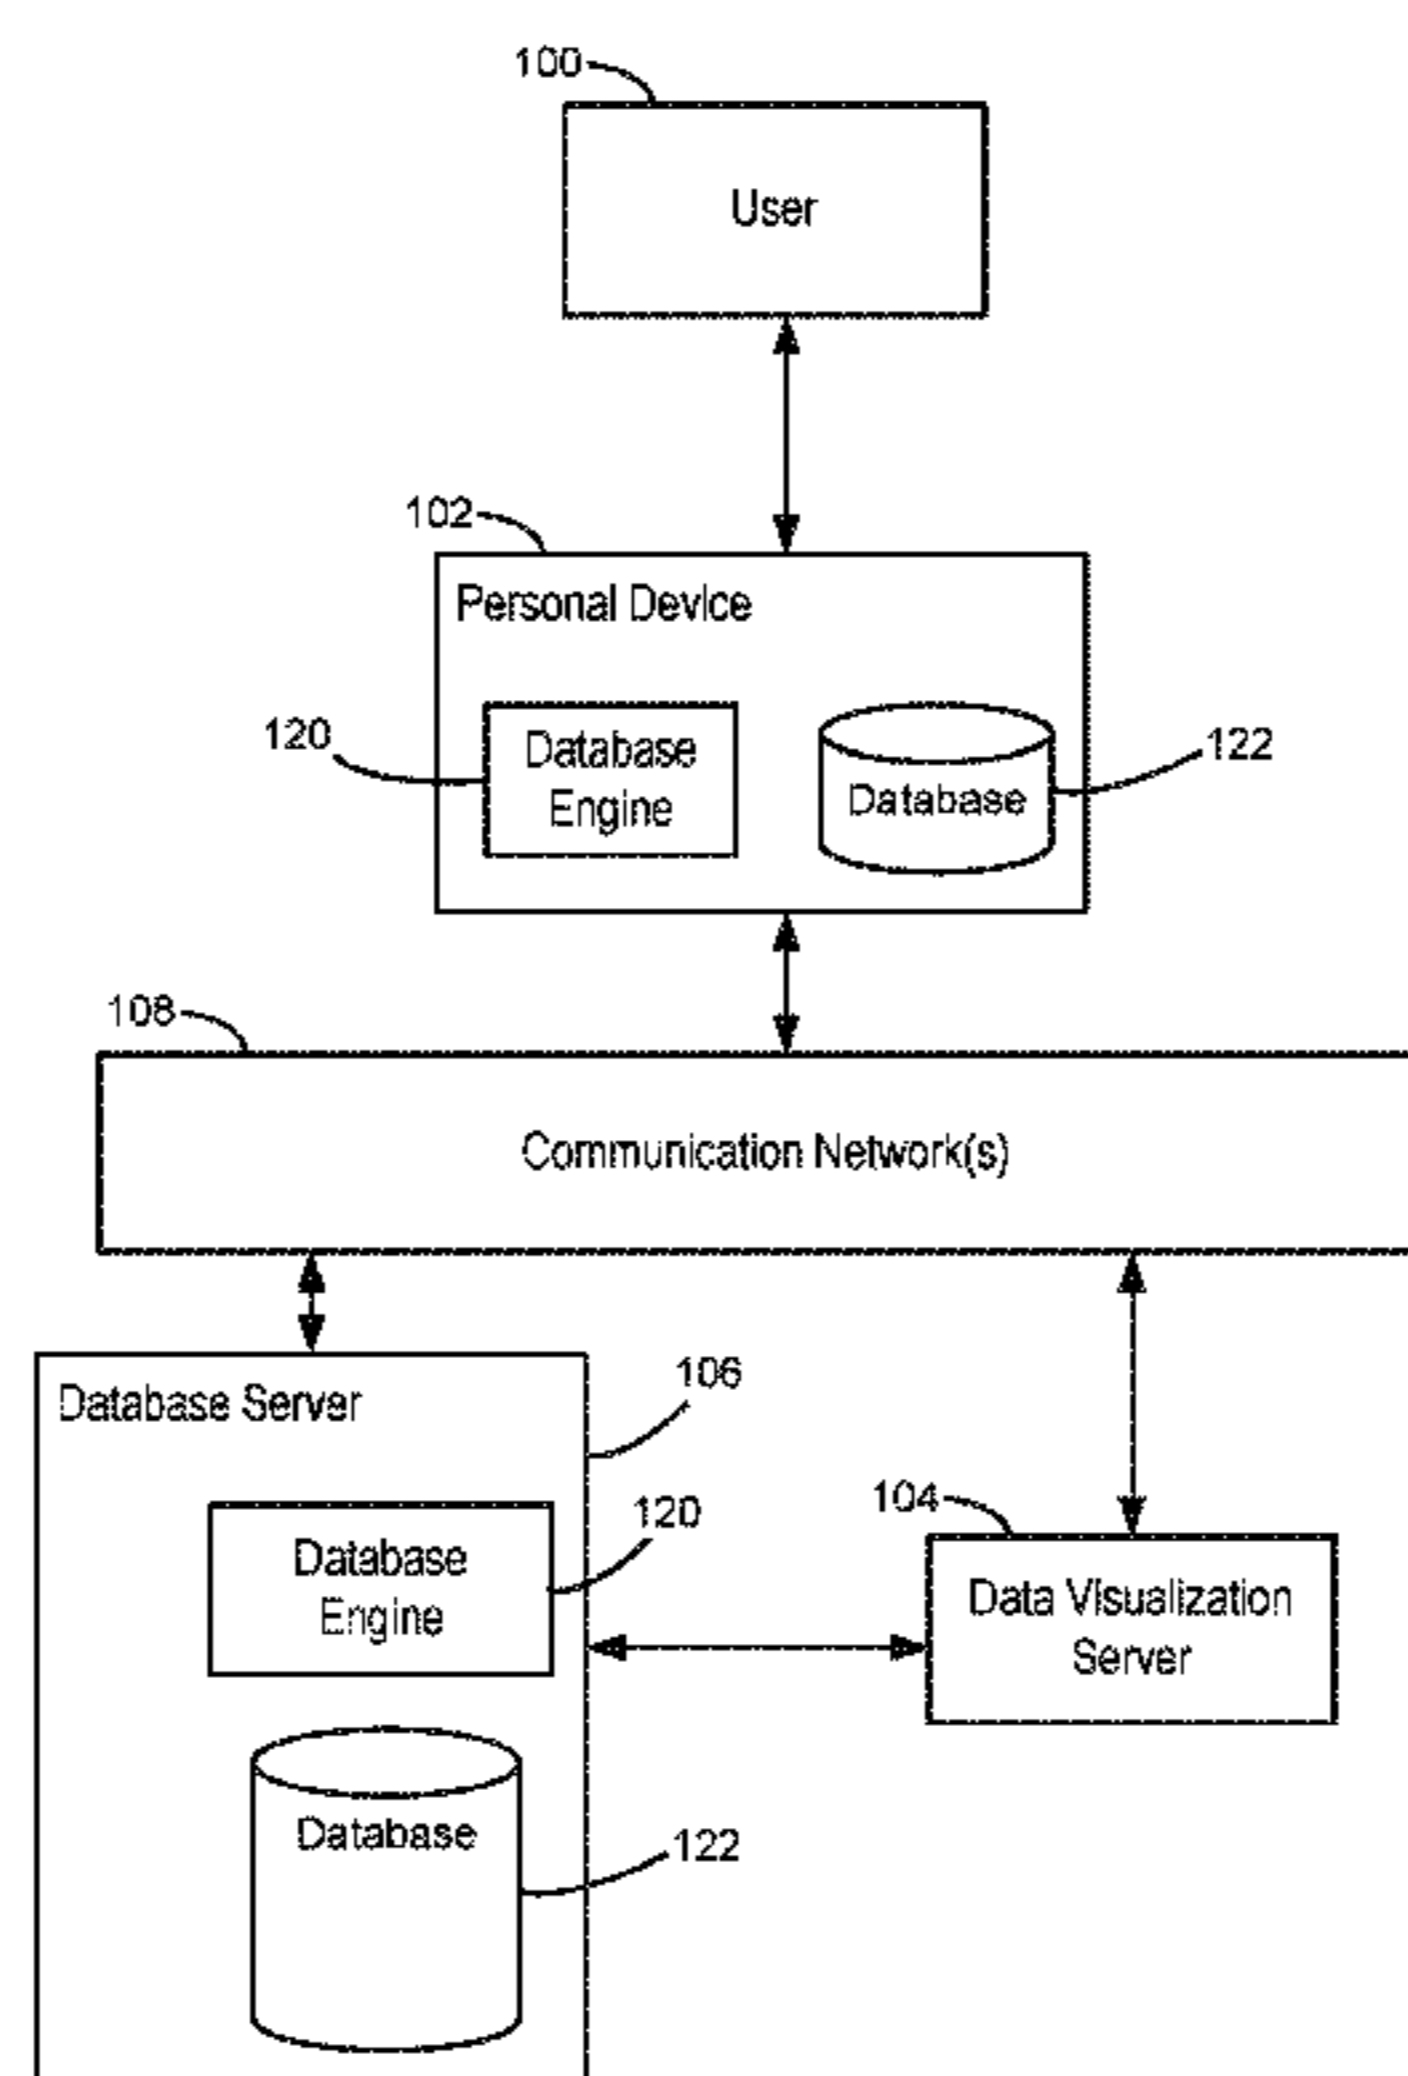 100
User
102
Personal Device
120
Database
Engine
Database
122
108
Communication Network(s)
Database Server
106
Database
Engine
120
104
Data Visualization
Server
Database
122